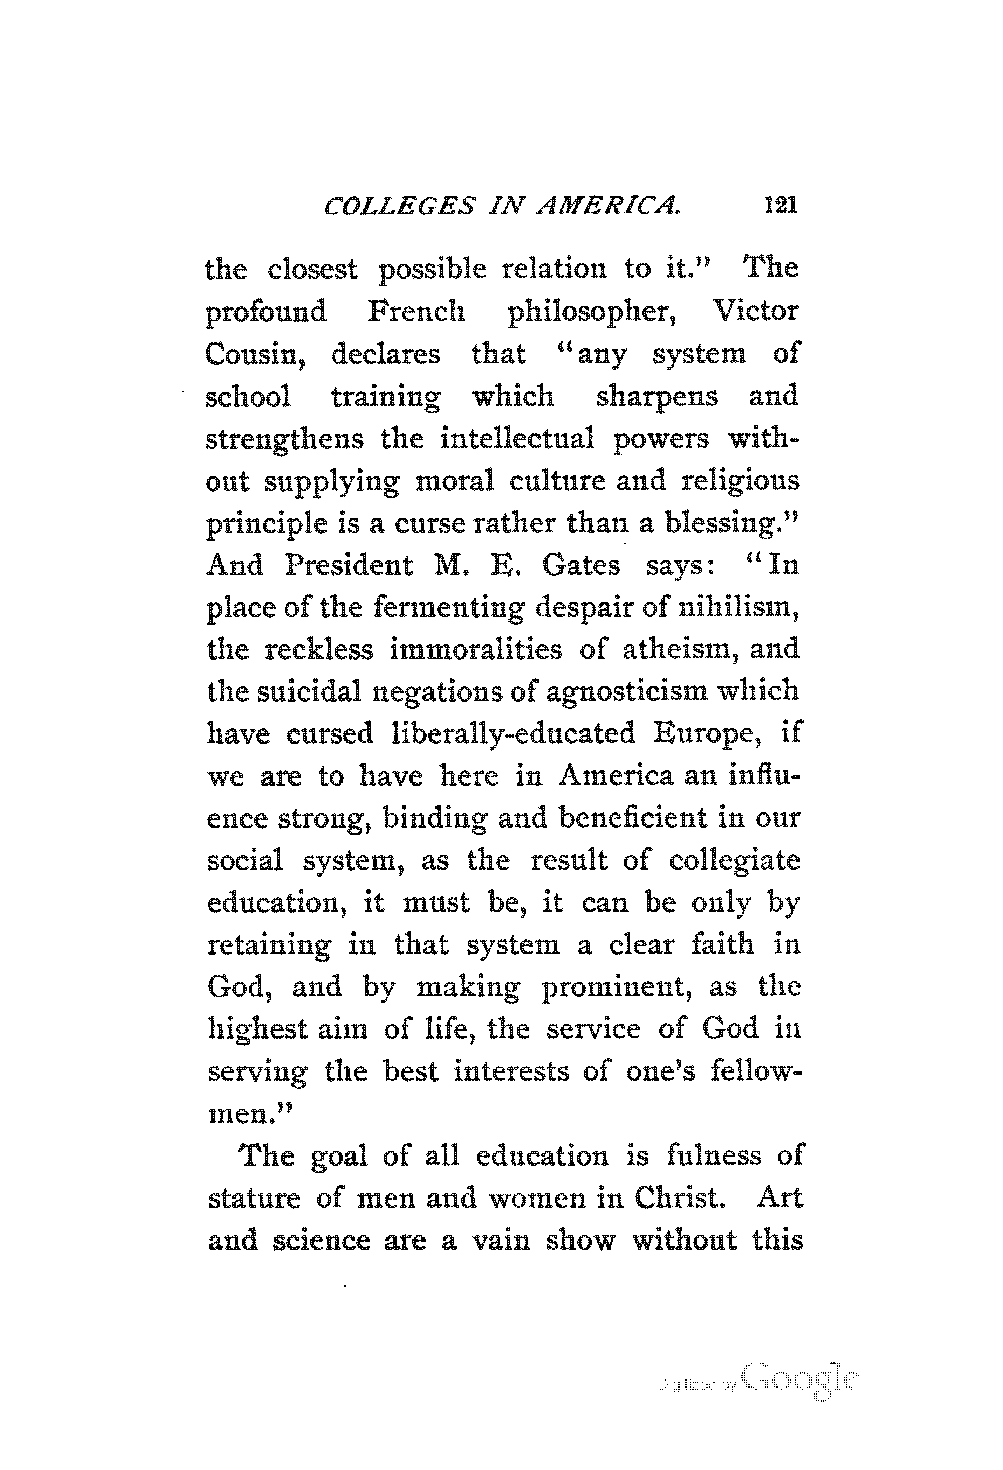 COLLEGES IN AMERICA. 121
the closest possible relation to it." The
profound French philosopher, Victor
Cousin, declares that "any system of
school training which sharpens and
strengthens the intellectual powers with-
out supplying moral culture and religious
principle is a curse rather than a blessing."
And President M. E. Gates says: "In
place of the fermenting despair of nihilism,
the reckless immoralities of atheism, and
the suicidal negations of agnosticism which
have cursed liberally-educated Europe, if
we are to have here in America an influ-
ence strong, binding and beneficient in our
social system, as the result of collegiate
education, it must be, it can be only by
retaining in that system a clear faith in
God, and by making prominent, as the
highest aim of life, the service of God in
serving the best interests of one's fellow-
men."
The goal of all education is fulness of
stature of men and women in Christ. Art
and science are a vain show without this
Digitized by Google